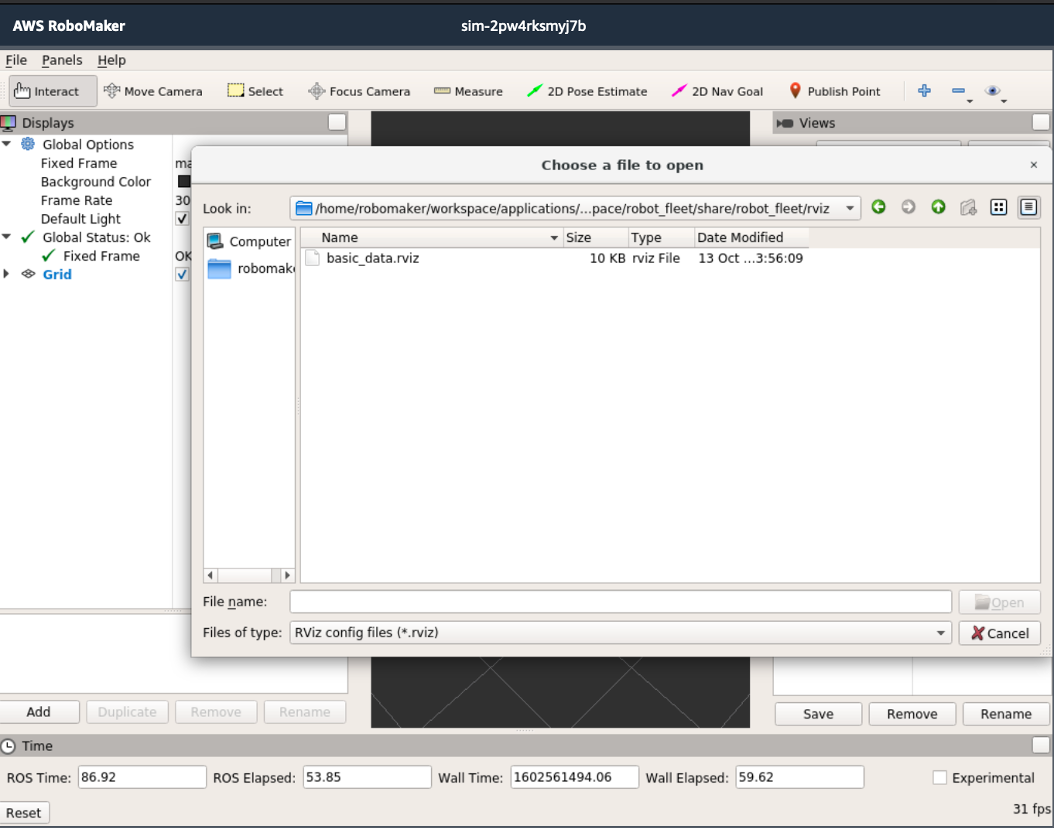 AWS RoboMaker sim-2pw4rksmyj7b
File Panels Help
Interact Move Camera Select Focus Camera Measure 2D Pose Estimate 2D Nav Goal Publish Point
Displays
Views
Global Options
Fixed Frame ma
Background Color
Frame Rate 30
Default Light
Global Status: Ok
Fixed Frame OK
Grid
Choose a file to open
Look in: /home/robomaker/workspace/applications/...pace/robot_fleet/share/robot_fleet/rviz
Computer
robomake
Name Size Type Date Modified
basic_data.rviz 10 KB rviz File 13 Oct ...3:56:09
File name: Open
Files of type: RViz config files (*.rviz) Cancel
Add Duplicate Remove Rename
Save Remove Rename
Time
ROS Time: 86.92 ROS Elapsed: 53.85 Wall Time: 1602561494.06 Wall Elapsed: 59.62 Experimental
Reset 31 fps